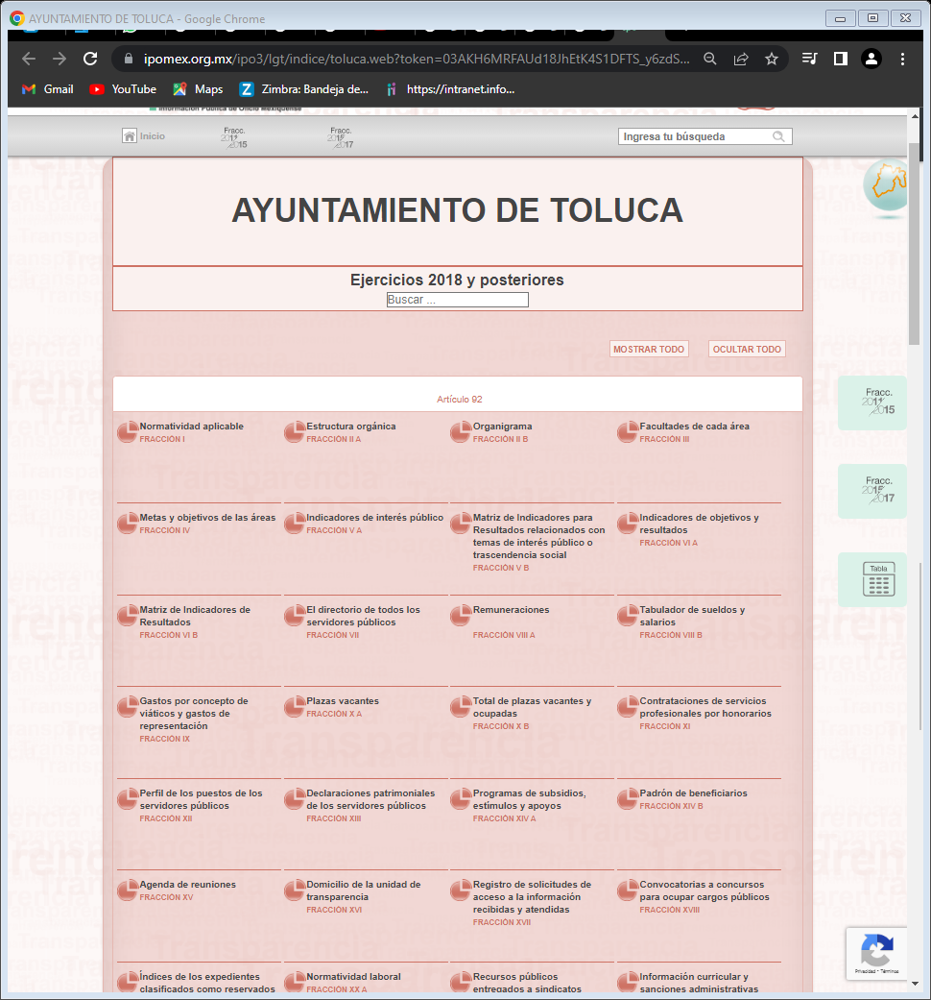 AYUNTAMIENTO DE TOLUCA - Google Chrome
ipomex.org.mx/ipo3/lgt/indice/toluca.web?token=03AKH6MRFAUd18JhEtK4S1DFTS_y6zdS...
Gmail YouTube Maps Zimbra: Bandeja de... https://intranet.info...
Información Pública de Oficio Mexiquense
Inicio Fracc. 2011 2015 Fracc. 2015 2017 Ingresa tu búsqueda
AYUNTAMIENTO DE TOLUCA
Ejercicios 2018 y posteriores
Buscar ...
MOSTRAR TODO OCULTAR TODO
Artículo 92
Normatividad aplicable
FRACCIÓN I
Estructura orgánica
FRACCIÓN II A
Organigrama
FRACCIÓN II B
Facultades de cada área
FRACCIÓN III
Metas y objetivos de las áreas
FRACCIÓN IV
Indicadores de interés público
FRACCIÓN V A
Matriz de Indicadores para
Resultados relacionados con
temas de interés público o
trascendencia social
FRACCIÓN V B
Indicadores de objetivos y
resultados
FRACCIÓN VI A
Matriz de Indicadores de
Resultados
FRACCIÓN VI B
El directorio de todos los
servidores públicos
FRACCIÓN VII
Remuneraciones
FRACCIÓN VIII A
Tabulador de sueldos y
salarios
FRACCIÓN VIII B
Gastos por concepto de
viáticos y gastos de
representación
FRACCIÓN IX
Plazas vacantes
FRACCIÓN X A
Total de plazas vacantes y
ocupadas
FRACCIÓN X B
Contrataciones de servicios
profesionales por honorarios
FRACCIÓN XI
Perfil de los puestos de los
servidores públicos
FRACCIÓN XII
Declaraciones patrimoniales
de los servidores públicos
FRACCIÓN XIII
Programas de subsidios,
estímulos y apoyos
FRACCIÓN XIV A
Padrón de beneficiarios
FRACCIÓN XIV B
Agenda de reuniones
FRACCIÓN XV
Domicilio de la unidad de
transparencia
FRACCIÓN XVI
Registro de solicitudes de
acceso a la información
recibidas y atendidas
FRACCIÓN XVII
Convocatorias a concursos
para ocupar cargos públicos
FRACCIÓN XVIII
Índices de los expedientes
clasificados como reservados
Normatividad laboral
FRACCIÓN XX A
Recursos públicos
entregados a sindicatos
Información curricular y
sanciones administrativas
Fracc.
2011
2015
Fracc.
2015
2017
Tabla
Privacidad - Términos
Transparencia